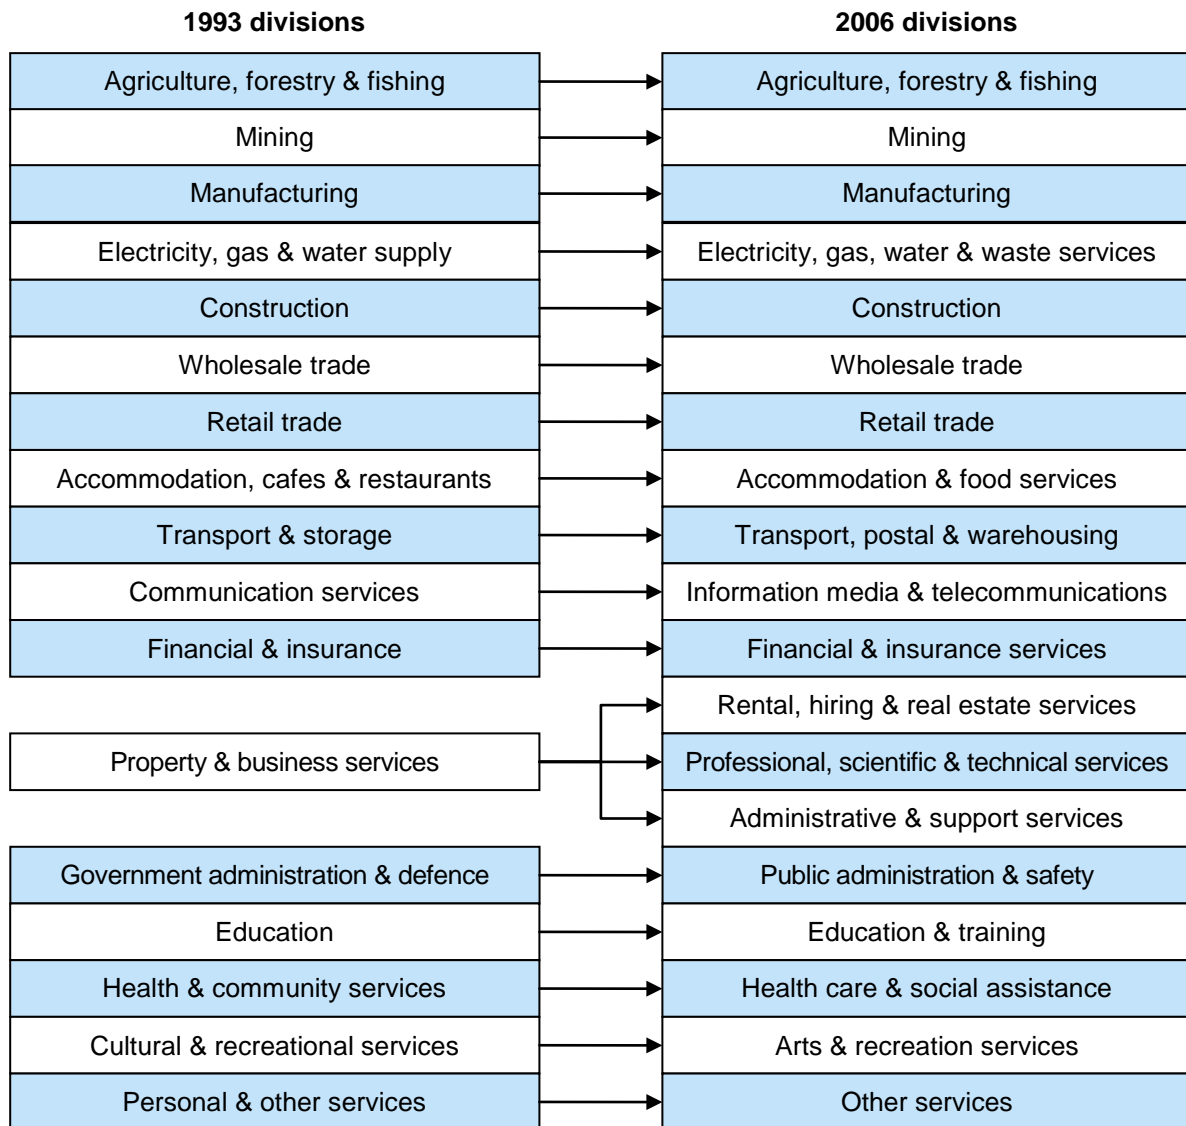 1993 divisions
2006 divisions
Agriculture, forestry & fishing
Agriculture, forestry & fishing
Mining
Mining
Manufacturing
Manufacturing
Electricity, gas & water supply
Electricity, gas, water & waste services
Construction
Construction
Wholesale trade
Wholesale trade
Retail trade
Retail trade
Accommodation, cafes & restaurants
Accommodation & food services
Transport & storage
Transport, postal & warehousing
Communication services
Information media & telecommunications
Financial & insurance
Financial & insurance services
Rental, hiring & real estate services
Property & business services
Professional, scientific & technical services
Administrative & support services
Government administration & defence
Public administration & safety
Education
Education & training
Health & community services
Health care & social assistance
Cultural & recreational services
Arts & recreation services
Personal & other services
Other services